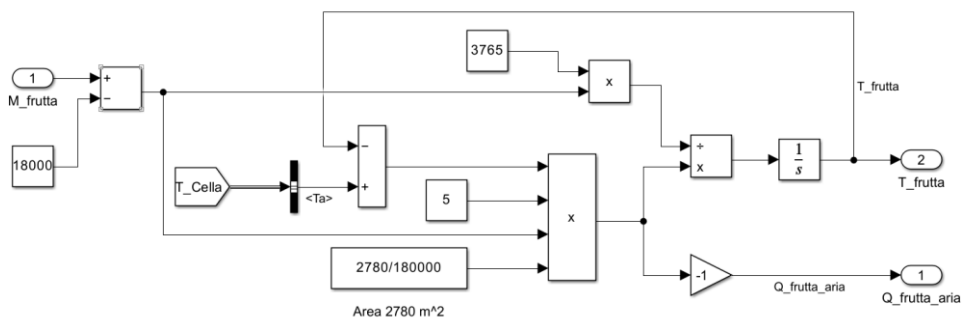 3765
1
M_frutta
+
−
x
T_frutta
18000
−
+
÷
x
1
s
2
T_frutta
T_Cella
<Ta>
5
x
2780/180000
-1
Q_frutta_aria
1
Q_frutta_aria
Area 2780 m^2